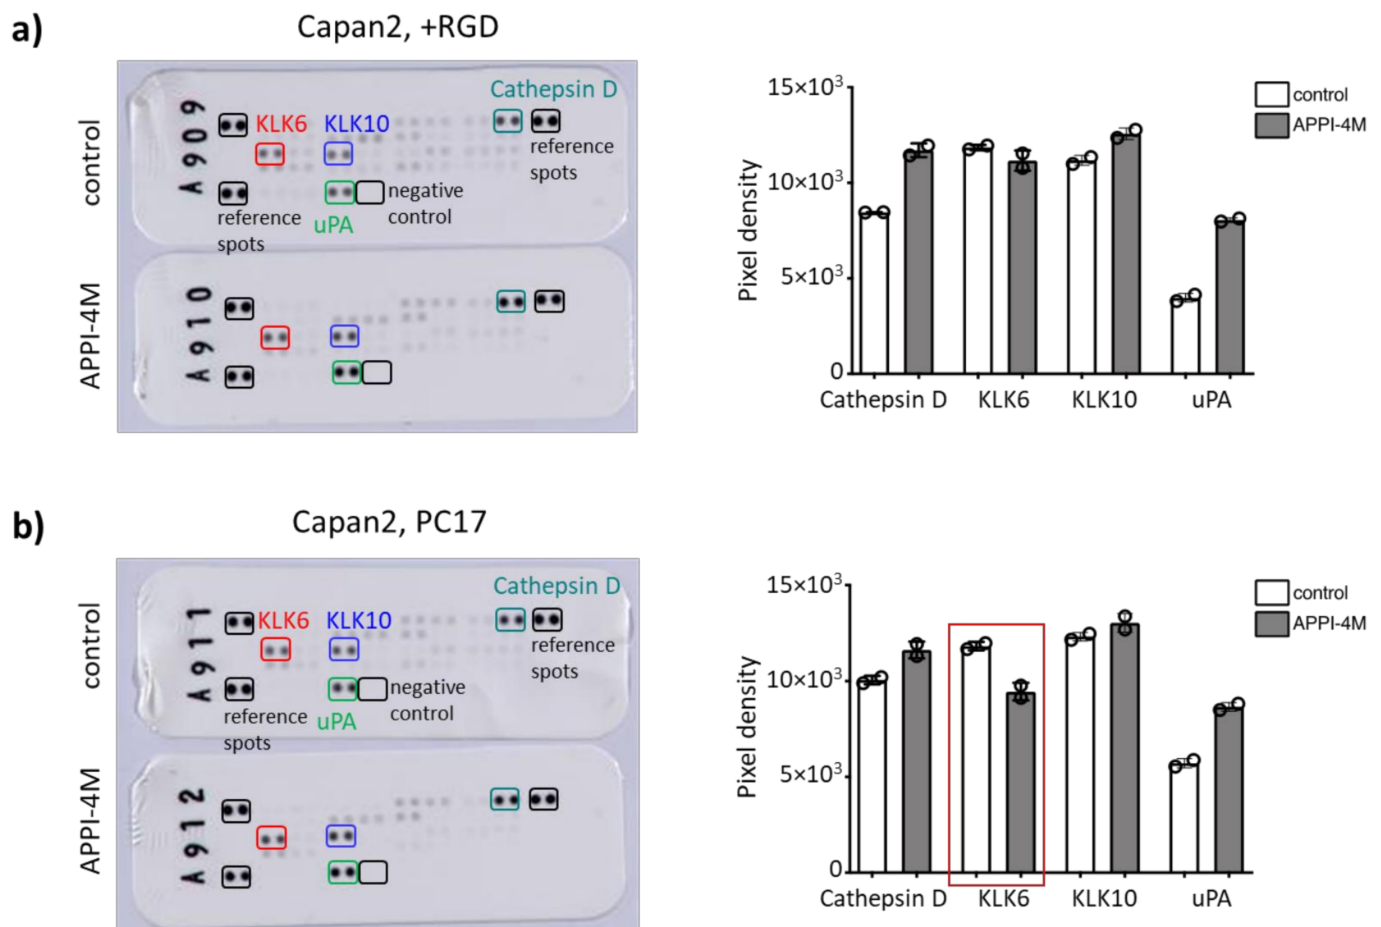 a)
Capan2, +RGD
control
A909
KLK6
KLK10
Cathepsin D
reference
spots
negative
control
reference
spots
uPA
APPI-4M
A910
15×10³
10×10³
5×10³
0
Pixel density
control
APPI-4M
Cathepsin D
KLK6
KLK10
uPA
b)
Capan2, PC17
control
A911
KLK6
KLK10
Cathepsin D
reference
spots
negative
control
reference
spots
uPA
APPI-4M
A912
15×10³
10×10³
5×10³
0
Pixel density
control
APPI-4M
Cathepsin D
KLK6
KLK10
uPA